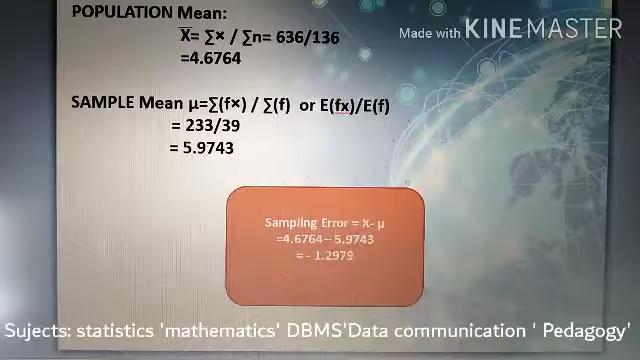 POPULATION Mean:
Made with KINEMASTER
X̅= ∑× / ∑n= 636/136
=4.6764
SAMPLE Mean μ=∑(f×) / ∑(f) or E(fx)/E(f)
= 233/39
= 5.9743
Sampling Error = X- μ
=4.6764– 5.9743
= - 1.2979
Sujects: statistics 'mathematics' DBMS'Data communication ' Pedagogy'